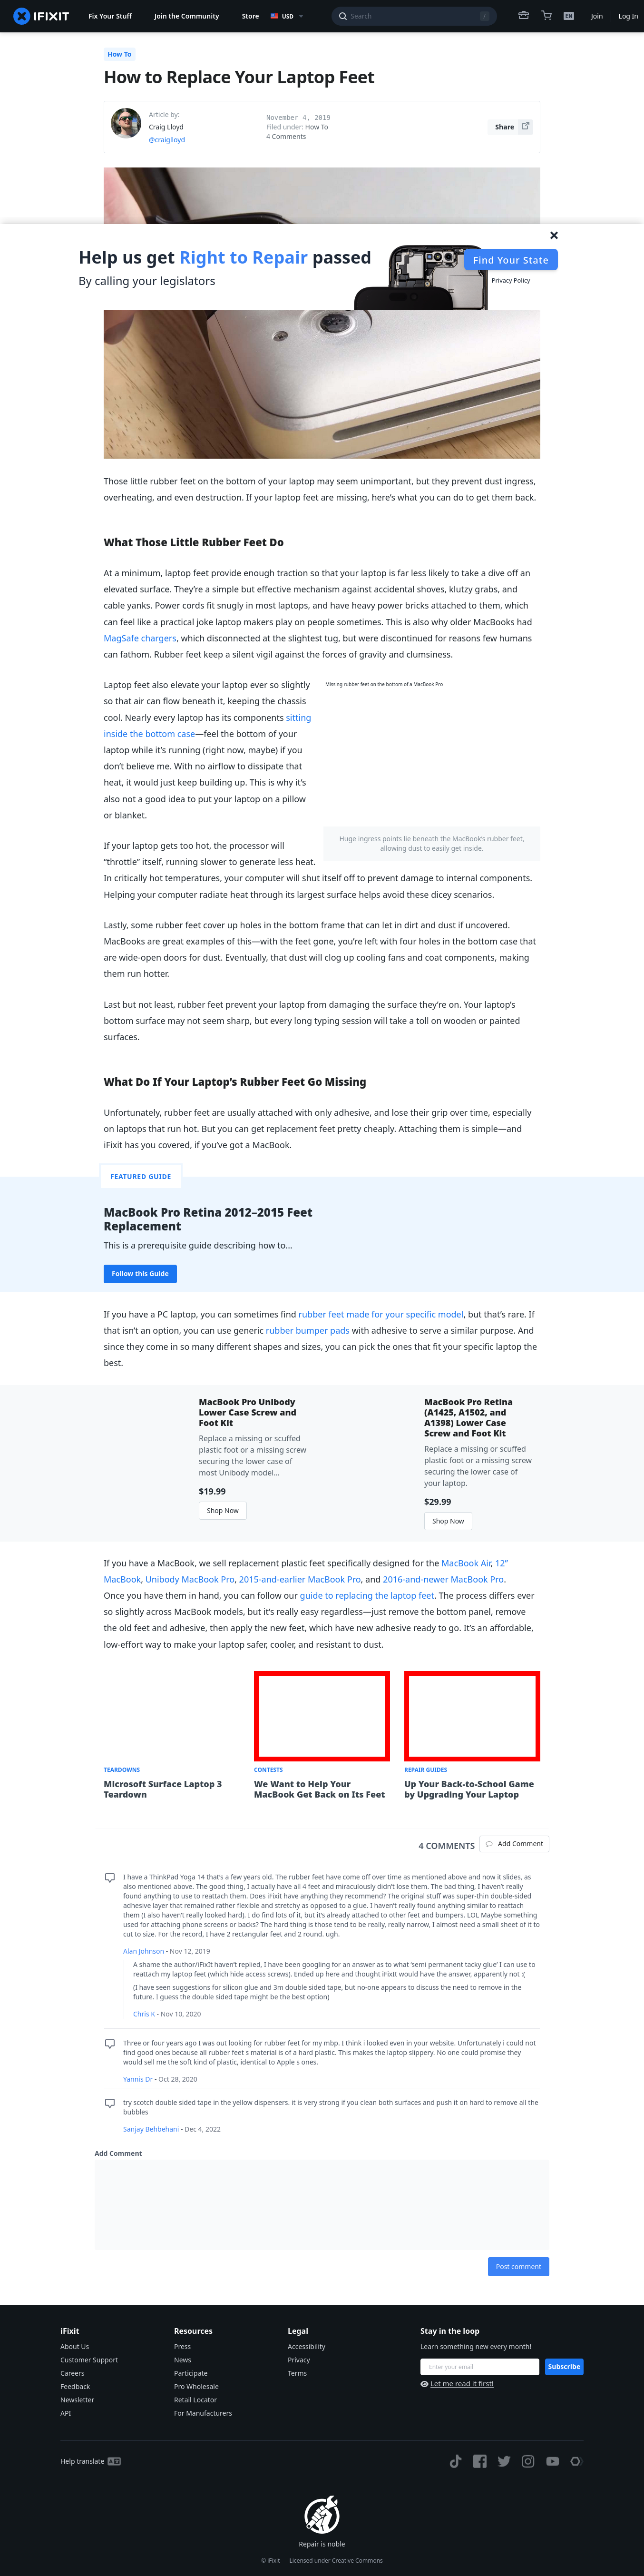 IFIXIT
Fix Your Stuff
Join the Community
Store
USD
Search
/
EN
Join
Log In
How To
How to Replace Your Laptop Feet
Article by:
Craig Lloyd
@craiglloyd
November 4, 2019
Filed under: How To
4 Comments
Share
Help us get Right to Repair passed
By calling your legislators
Find Your State
Privacy Policy
Those little rubber feet on the bottom of your laptop may seem unimportant, but they prevent dust ingress,
overheating, and even destruction. If your laptop feet are missing, here's what you can do to get them back.
What Those Little Rubber Feet Do
At a minimum, laptop feet provide enough traction so that your laptop is far less likely to take a dive off an
elevated surface. They're a simple but effective mechanism against accidental shoves, klutzy grabs, and
cable yanks. Power cords fit snugly in most laptops, and have heavy power bricks attached to them, which
can feel like a practical joke laptop makers play on people sometimes. This is also why older MacBooks had
MagSafe chargers, which disconnected at the slightest tug, but were discontinued for reasons few humans
can fathom. Rubber feet keep a silent vigil against the forces of gravity and clumsiness.
Laptop feet also elevate your laptop ever so slightly
so that air can flow beneath it, keeping the chassis
cool. Nearly every laptop has its components sitting
inside the bottom case—feel the bottom of your
laptop while it's running (right now, maybe) if you
don't believe me. With no airflow to dissipate that
heat, it would just keep building up. This is why it's
also not a good idea to put your laptop on a pillow
or blanket.
Missing rubber feet on the bottom of a MacBook Pro
Huge ingress points lie beneath the MacBook's rubber feet,
allowing dust to easily get inside.
If your laptop gets too hot, the processor will
"throttle" itself, running slower to generate less heat.
In critically hot temperatures, your computer will shut itself off to prevent damage to internal components.
Helping your computer radiate heat through its largest surface helps avoid these dicey scenarios.
Lastly, some rubber feet cover up holes in the bottom frame that can let in dirt and dust if uncovered.
MacBooks are great examples of this—with the feet gone, you're left with four holes in the bottom case that
are wide-open doors for dust. Eventually, that dust will clog up cooling fans and coat components, making
them run hotter.
Last but not least, rubber feet prevent your laptop from damaging the surface they're on. Your laptop's
bottom surface may not seem sharp, but every long typing session will take a toll on wooden or painted
surfaces.
What Do If Your Laptop's Rubber Feet Go Missing
Unfortunately, rubber feet are usually attached with only adhesive, and lose their grip over time, especially
on laptops that run hot. But you can get replacement feet pretty cheaply. Attaching them is simple—and
iFixit has you covered, if you've got a MacBook.
FEATURED GUIDE
MacBook Pro Retina 2012–2015 Feet
Replacement
This is a prerequisite guide describing how to...
Follow this Guide
If you have a PC laptop, you can sometimes find rubber feet made for your specific model, but that's rare. If
that isn't an option, you can use generic rubber bumper pads with adhesive to serve a similar purpose. And
since they come in so many different shapes and sizes, you can pick the ones that fit your specific laptop the
best.
MacBook Pro Unibody
Lower Case Screw and
Foot Kit
Replace a missing or scuffed
plastic foot or a missing screw
securing the lower case of
most Unibody model...
$19.99
Shop Now
MacBook Pro Retina
(A1425, A1502, and
A1398) Lower Case
Screw and Foot Kit
Replace a missing or scuffed
plastic foot or a missing screw
securing the lower case of
your laptop.
$29.99
Shop Now
If you have a MacBook, we sell replacement plastic feet specifically designed for the MacBook Air, 12"
MacBook, Unibody MacBook Pro, 2015-and-earlier MacBook Pro, and 2016-and-newer MacBook Pro.
Once you have them in hand, you can follow our guide to replacing the laptop feet. The process differs ever
so slightly across MacBook models, but it's really easy regardless—just remove the bottom panel, remove
the old feet and adhesive, then apply the new feet, which have new adhesive ready to go. It's an affordable,
low-effort way to make your laptop safer, cooler, and resistant to dust.
TEARDOWNS
Microsoft Surface Laptop 3
Teardown
CONTESTS
We Want to Help Your
MacBook Get Back on Its Feet
REPAIR GUIDES
Up Your Back-to-School Game
by Upgrading Your Laptop
4 COMMENTS
Add Comment
I have a ThinkPad Yoga 14 that's a few years old. The rubber feet have come off over time as mentioned above and now it slides, as
also mentioned above. The good thing, I actually have all 4 feet and miraculously didn't lose them. The bad thing, I haven't really
found anything to use to reattach them. Does iFixit have anything they recommend? The original stuff was super-thin double-sided
adhesive layer that remained rather flexible and stretchy as opposed to a glue. I haven't really found anything similar to reattach
them (I also haven't really looked hard). I do find lots of it, but it's already attached to other feet and bumpers. LOL Maybe something
used for attaching phone screens or backs? The hard thing is those tend to be really, really narrow, I almost need a small sheet of it to
cut to size. For the record, I have 2 rectangular feet and 2 round. ugh.
Alan Johnson - Nov 12, 2019
A shame the author/iFixIt haven't replied, I have been googling for an answer as to what 'semi permanent tacky glue' I can use to
reattach my laptop feet (which hide access screws). Ended up here and thought iFixIt would have the answer, apparently not :(
(I have seen suggestions for silicon glue and 3m double sided tape, but no-one appears to discuss the need to remove in the
future. I guess the double sided tape might be the best option)
Chris K - Nov 10, 2020
Three or four years ago I was out looking for rubber feet for my mbp. I think i looked even in your website. Unfortunately i could not
find good ones because all rubber feet s material is of a hard plastic. This makes the laptop slippery. No one could promise they
would sell me the soft kind of plastic, identical to Apple s ones.
Yannis Dr - Oct 28, 2020
try scotch double sided tape in the yellow dispensers. it is very strong if you clean both surfaces and push it on hard to remove all the
bubbles
Sanjay Behbehani - Dec 4, 2022
Add Comment
Post comment
iFixit
About Us
Customer Support
Careers
Feedback
Newsletter
API
Resources
Press
News
Participate
Pro Wholesale
Retail Locator
For Manufacturers
Legal
Accessibility
Privacy
Terms
Stay in the loop
Learn something new every month!
Enter your email
Subscribe
Let me read it first!
Help translate
Repair is noble
© iFixit — Licensed under Creative Commons